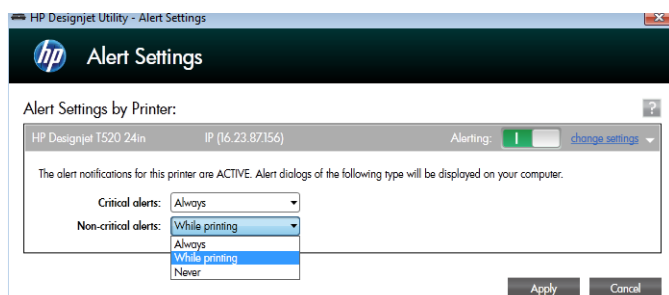 HP Designjet Utility - Alert Settings
hp Alert Settings
Alert Settings by Printer: ?
HP Designjet T520 24in IP (16.23.87.156) Alerting: change settings
The alert notifications for this printer are ACTIVE. Alert dialogs of the following type will be displayed on your computer.
Critical alerts: Always
Non-critical alerts: While printing
Always
While printing
Never
Apply Cancel